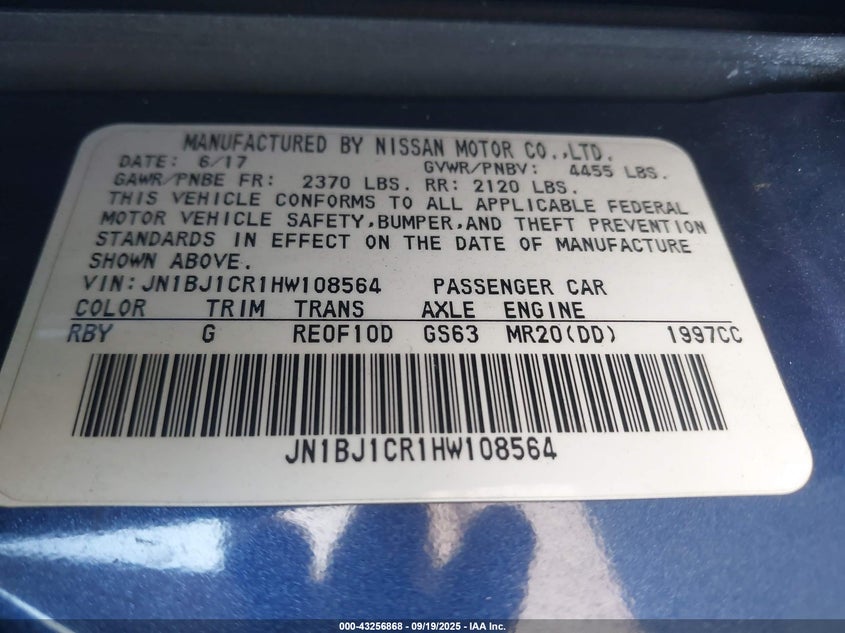 MANUFACTURED BY NISSAN MOTOR CO.,LTD.
DATE: 6/17 GVWR/PNBV: 4455 LBS.
GAWR/PNBE FR: 2370 LBS. RR: 2120 LBS.
THIS VEHICLE CONFORMS TO ALL APPLICABLE FEDERAL
MOTOR VEHICLE SAFETY,BUMPER,AND THEFT PREVENTION
STANDARDS IN EFFECT ON THE DATE OF MANUFACTURE
SHOWN ABOVE.
VIN:JN1BJ1CR1HW108564 PASSENGER CAR
COLOR TRIM TRANS AXLE ENGINE
RBY G RE0F10D GS63 MR20(DD) 1997CC
JN1BJ1CR1HW108564
000-43256868 - 09/19/2025 - IAA Inc.